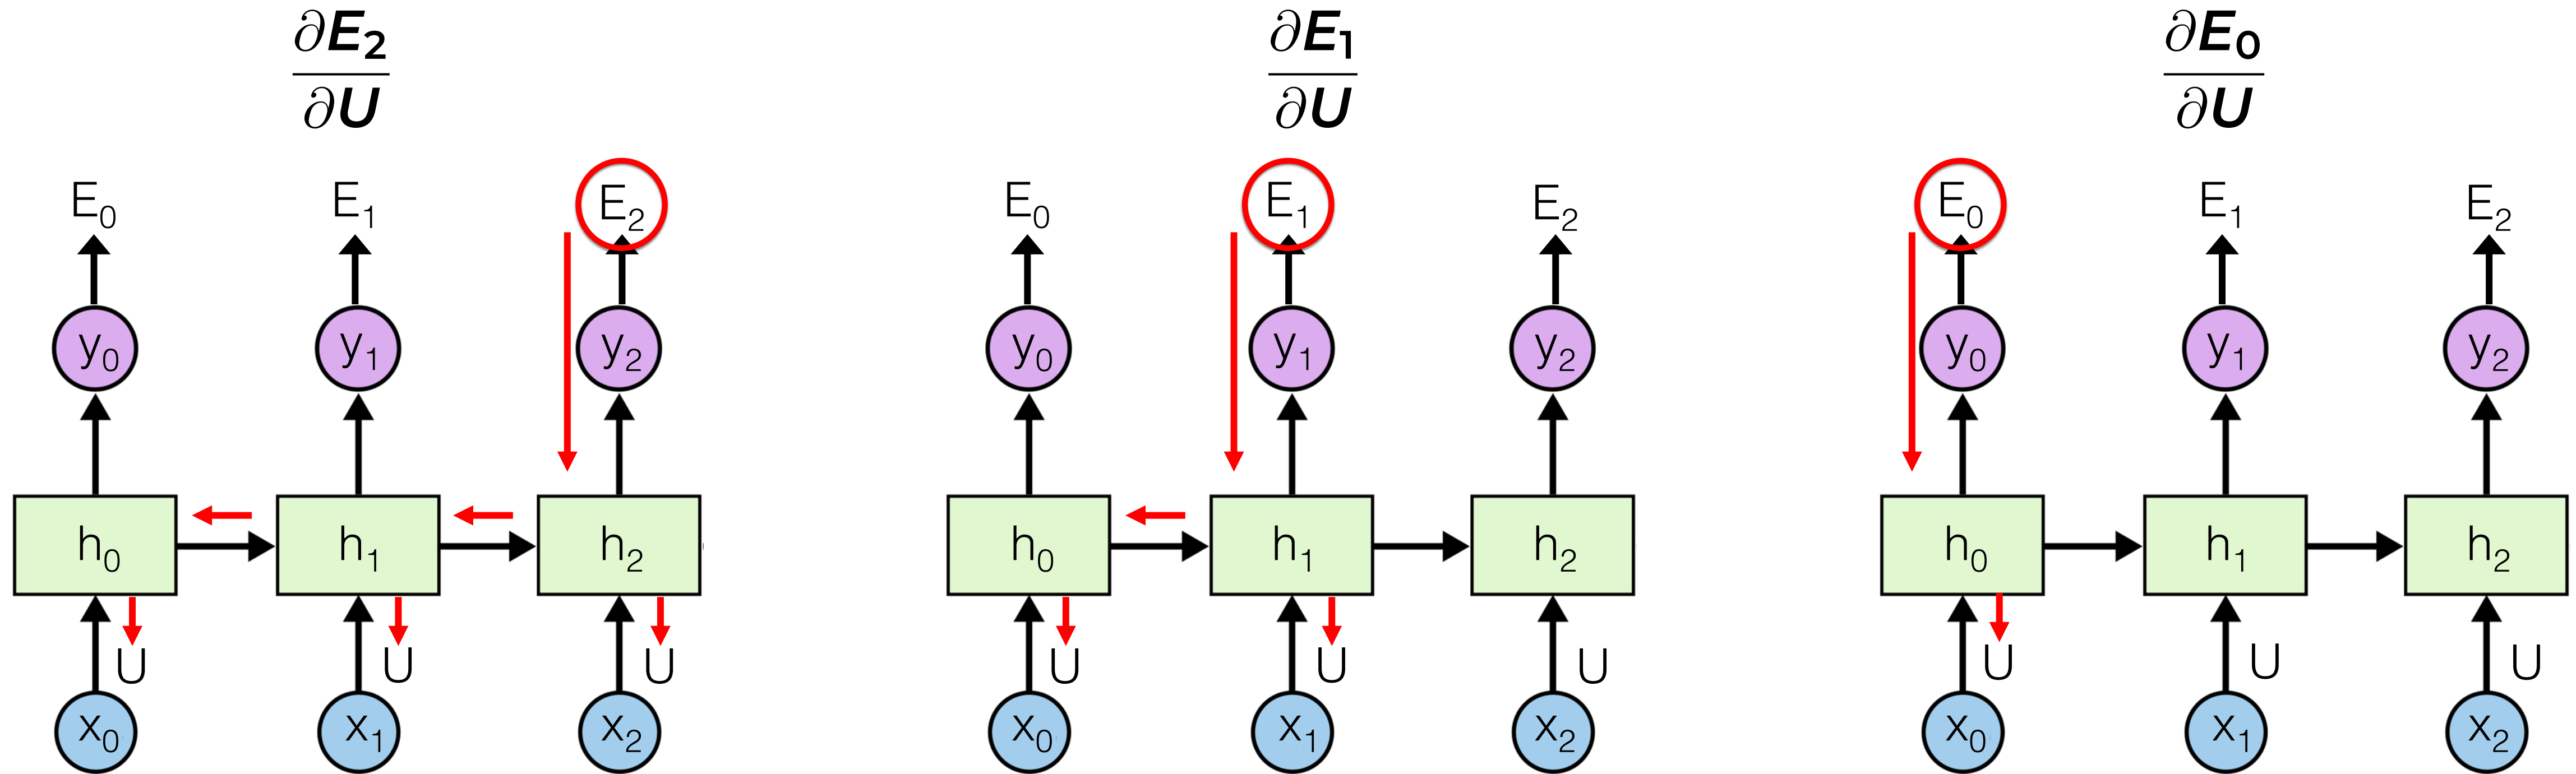 ∂E₂ ∂E₁ ∂E₀
∂U ∂U ∂U
E₀ E₁ E₂ E₀ E₁ E₂ E₀ E₁ E₂
y₀ y₁ y₂ y₀ y₁ y₂ y₀ y₁ y₂
h₀ h₁ h₂ h₀ h₁ h₂ h₀ h₁ h₂
U U U U U U U U U
x₀ x₁ x₂ x₀ x₁ x₂ x₀ x₁ x₂